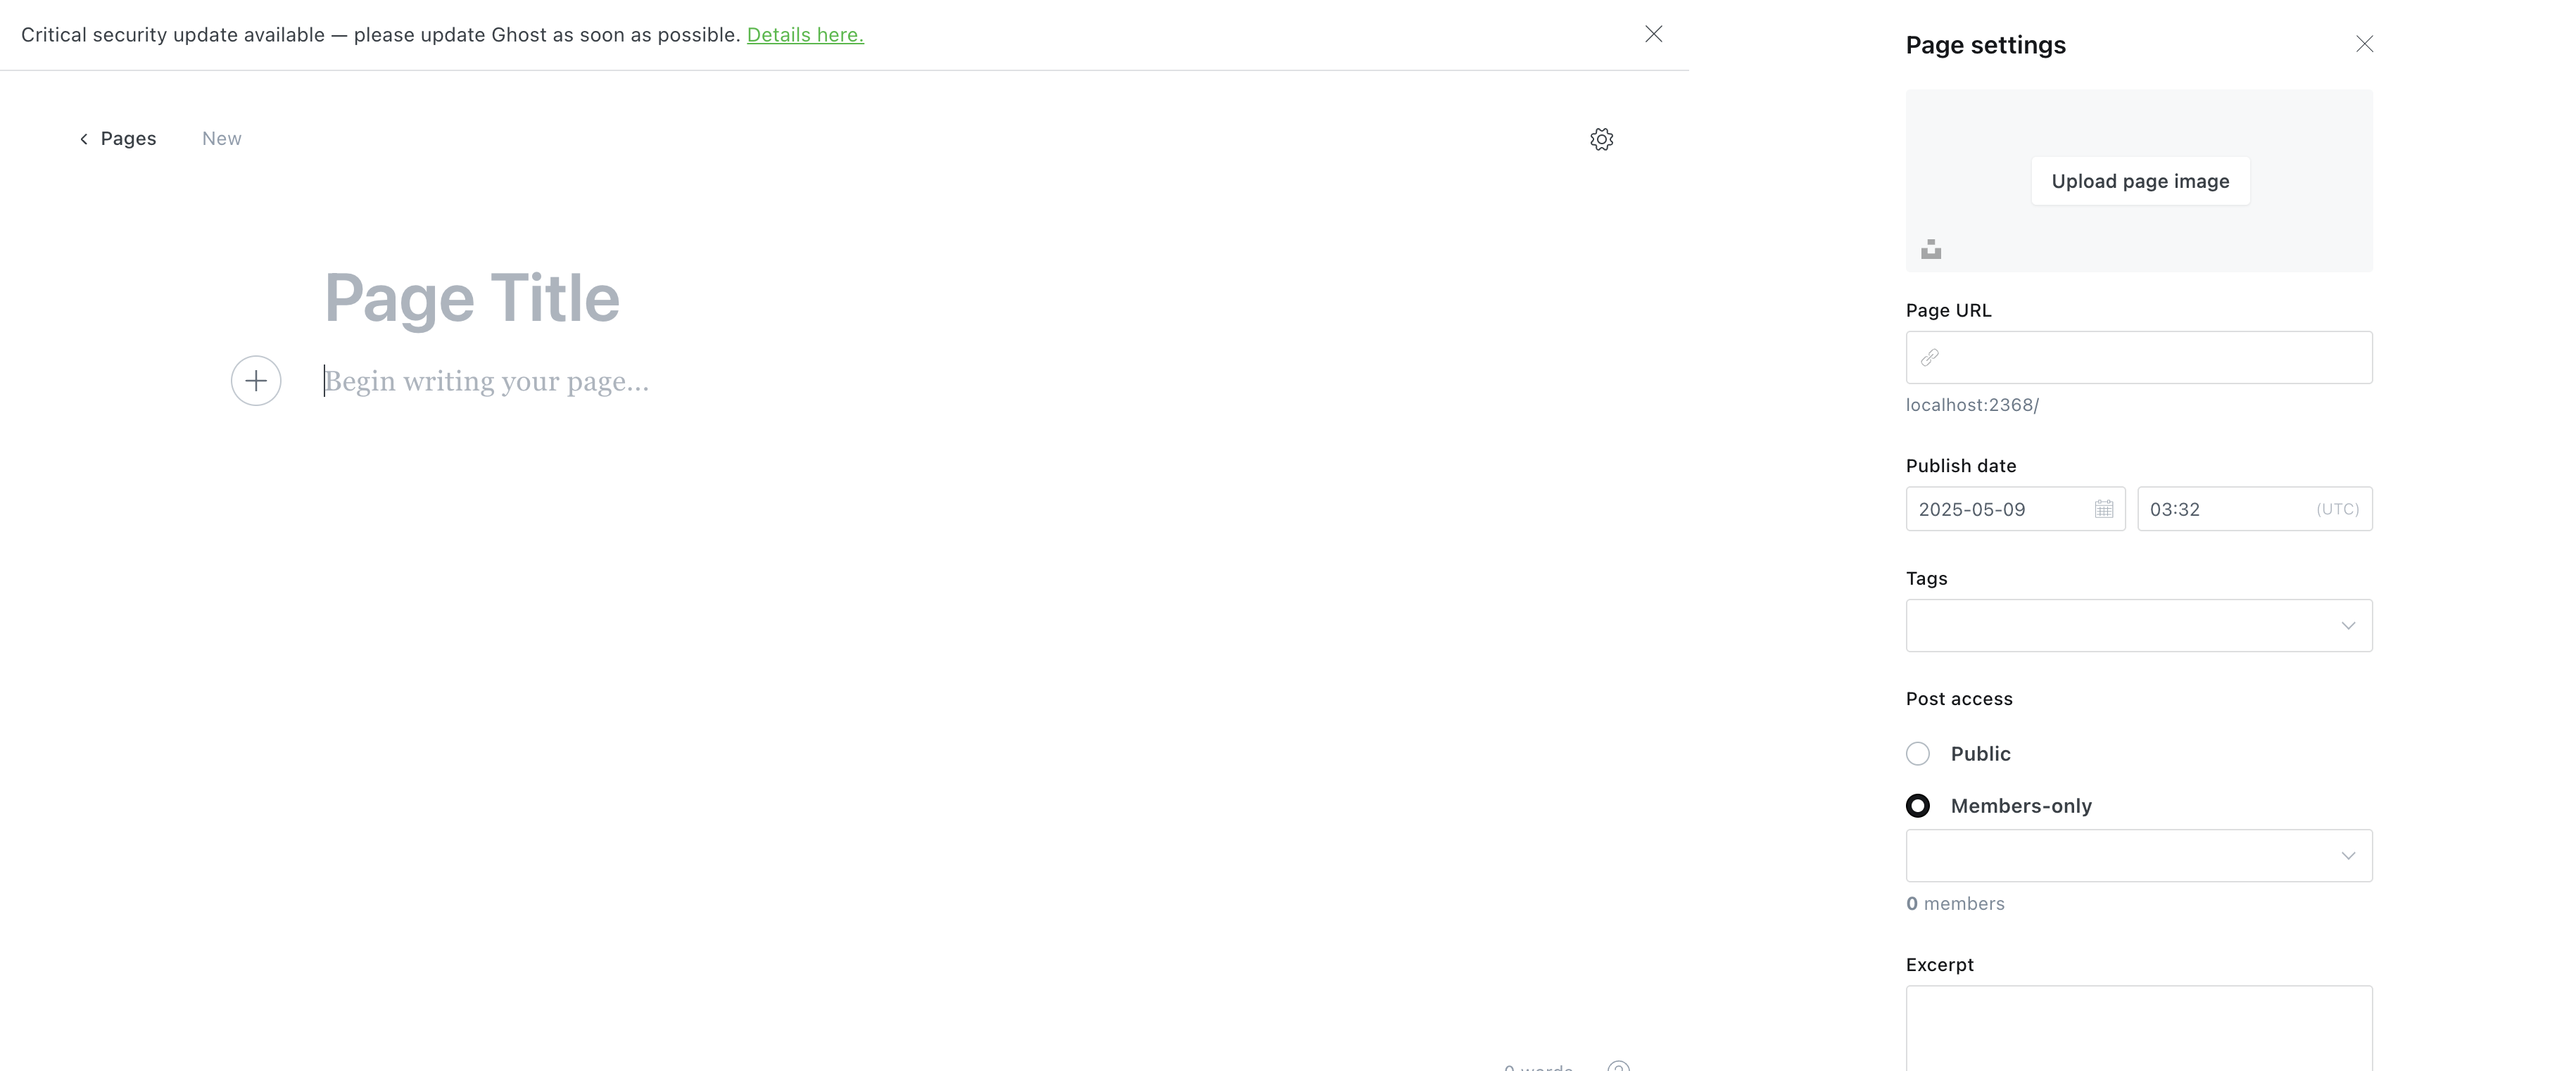 Critical security update available — please update Ghost as soon as possible. Details here.
Pages
New
Page Title
Begin writing your page...
0 words
Page settings
Upload page image
Page URL
localhost:2368/
Publish date
2025-05-09
03:32
(UTC)
Tags
Post access
Public
Members-only
0 members
Excerpt